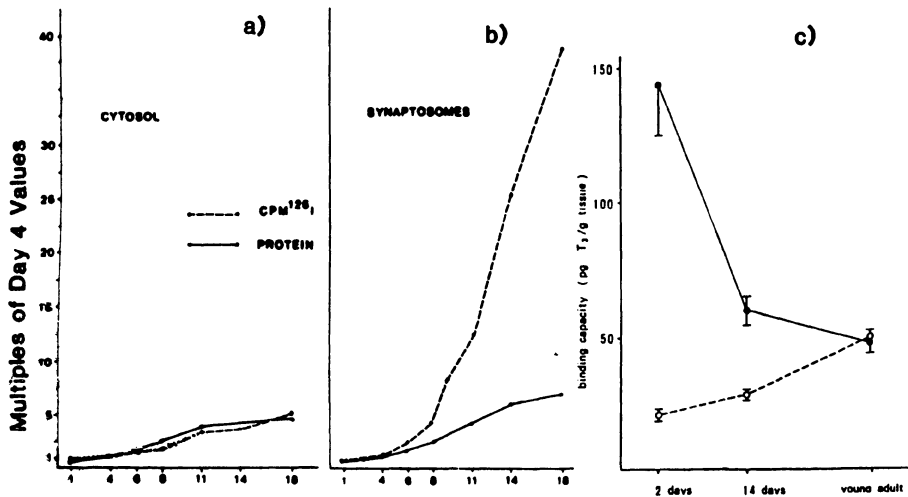 a)
b)
c)
CYTOSOL
SYNAPTOSOMES
CPM¹²⁶I
PROTEIN
Multiples of Day 4 Values
40
30
25
20
15
10
5
1
1 4 6 8 11 14 18
1 4 6 8 11 14 18
binding capacity (pg T₃/g tissue)
150
100
50
2 days 14 days young adult